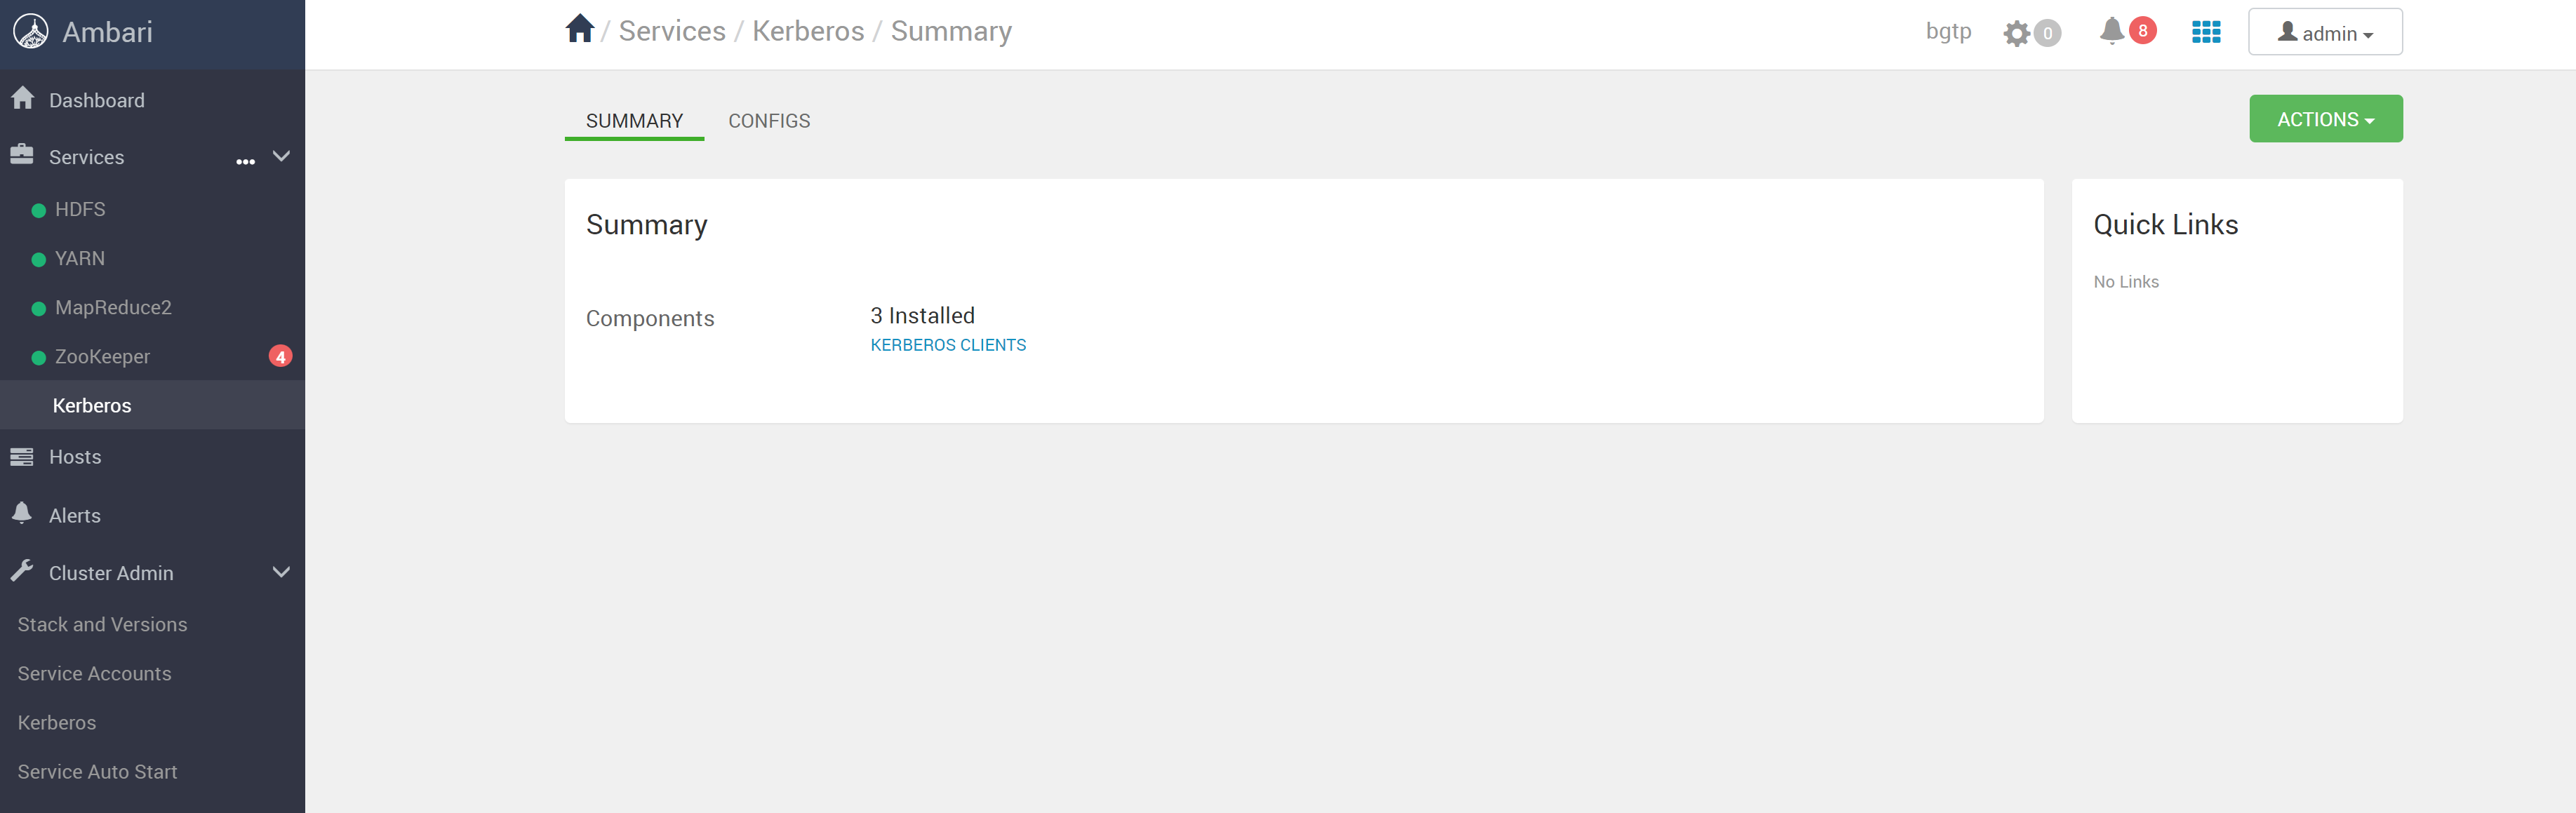 Ambari
Dashboard
Services ...
HDFS
YARN
MapReduce2
ZooKeeper 4
Kerberos
Hosts
Alerts
Cluster Admin
Stack and Versions
Service Accounts
Kerberos
Service Auto Start
/ Services / Kerberos / Summary
bgtp 0 8 admin
SUMMARY CONFIGS
ACTIONS
Summary
Components
3 Installed
KERBEROS CLIENTS
Quick Links
No Links